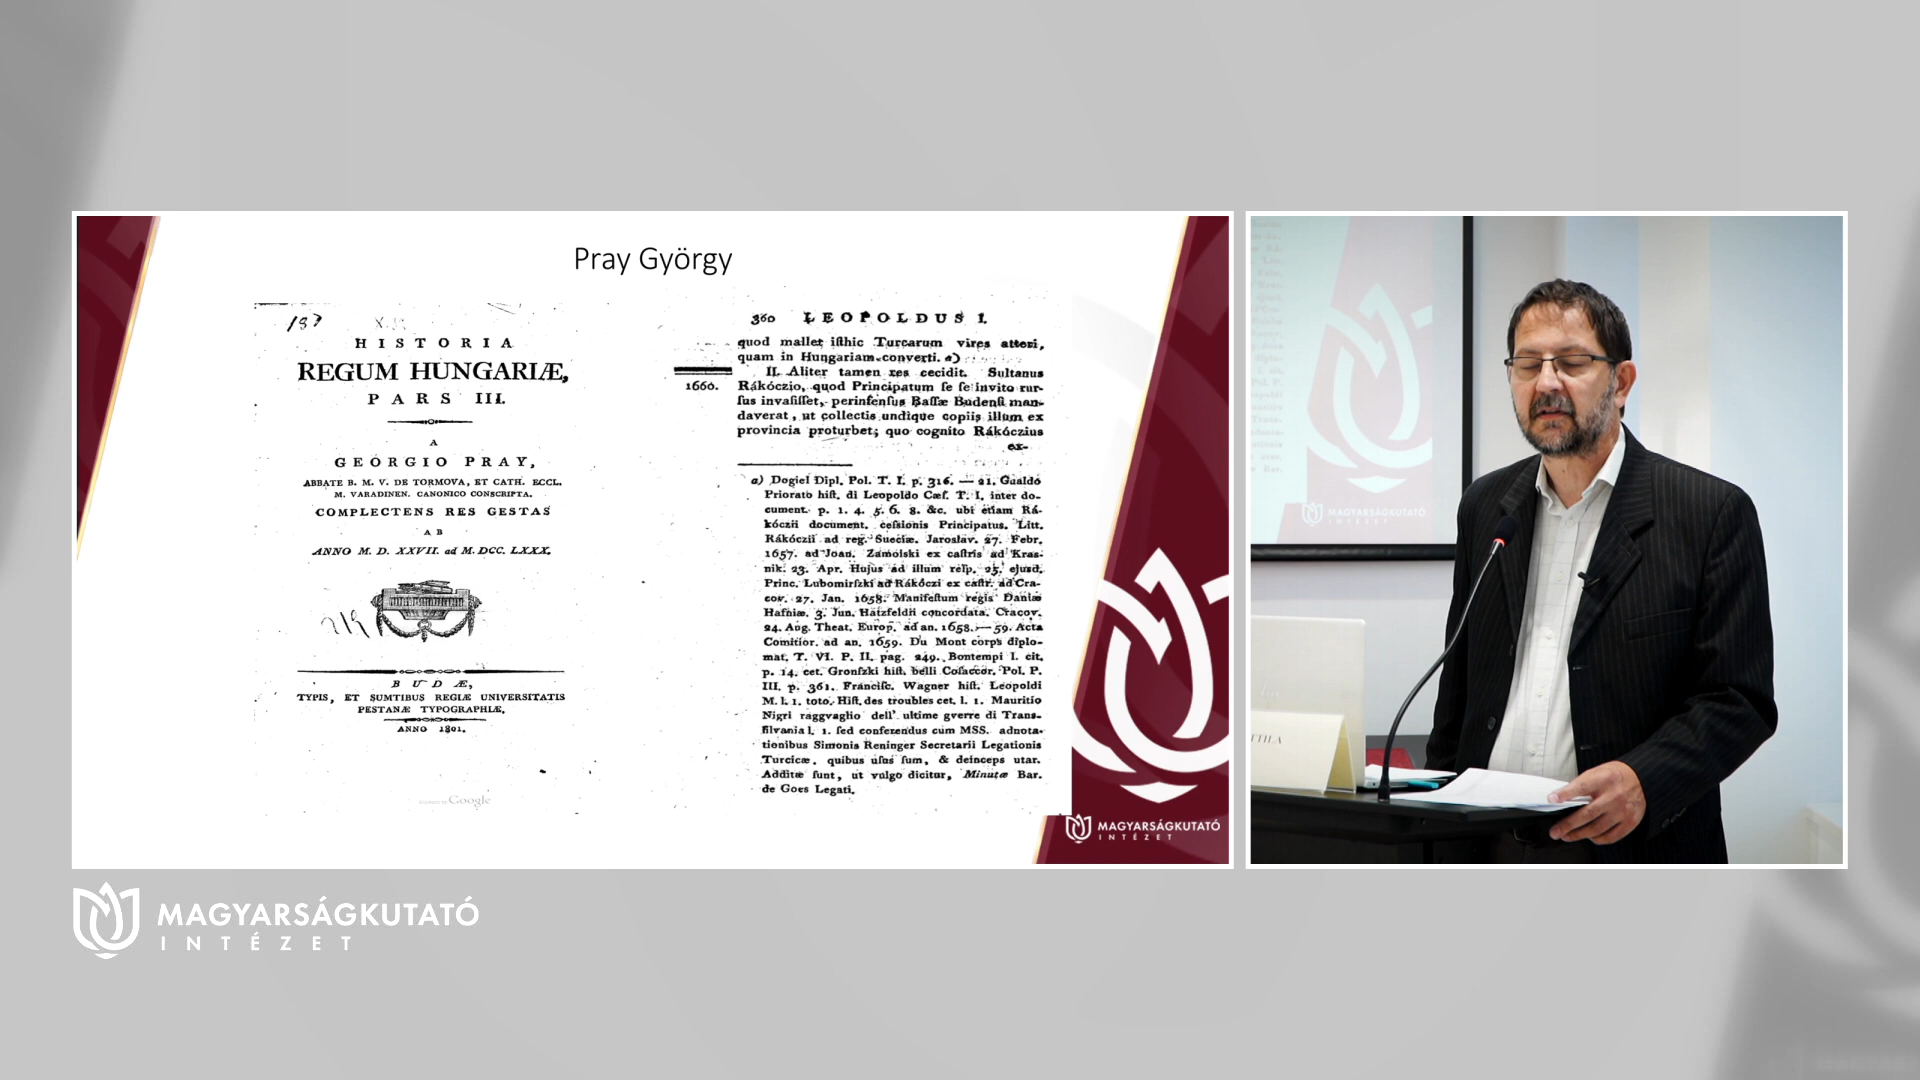 Pray György
187
HISTORIA
REGUM HUNGARIÆ,
PARS III.
A
GEORGIO PRAY,
ABBATE B. M. V. DE TORMOVA, ET CATH. ECCL.
M. VARADINEN. CANONICO CONSCRIPTA.
COMPLECTENS RES GESTAS
AB
ANNO M. D. XXVII. ad M. DCC. LXXX.
BUDÆ,
TYPIS, ET SUMTIBUS REGIÆ UNIVERSITATIS
PESTANÆ TYPOGRAPHIÆ,
ANNO 1801.
Google
360 LEOPOLDUS I.
quod mallet iſthic Turcarum vires atteri,
quam in Hungariam converti. a)
1660.
II. Aliter tamen res cecidit. Sultanus
Rákóczio, quod Principatum ſe ſe invito rur-
ſus invaſiſſet, perinfenſus Baſſæ Budenſi man-
daverat, ut collectis undique copiis illum ex
provincia proturbet; quo cognito Rákóczius
ex-
a) Dogiel Dipl. Pol. T. I. p. 316. — 21. Gualdó
Priorato hiſt. di Leopoldo Cæſ. T. I. inter do-
cument. p. 1. 4. 5. 6. 8. &c. ubi etiam Rá-
kóczii document. ceſsionis Principatus. Litt.
Rákóczii ad reg. Sueciæ. Jaroslav. 27. Febr.
1657. ad Joan. Zamolski ex caſtris ad Kras-
nik. 23. Apr. Hujus ad illum reſp. 25. ejusd.
Princ. Lubomirſzki ad Rákóczi ex caſtr. ad Cra-
cov. 27. Jan. 1658. Manifeſtum regis Daniæ
Hafniæ. 3. Jun. Hatzfeldii concordata. Cracov.
24. Aug. Theat. Europ. ad an. 1658. — 59. Acta
Comitior. ad an. 1659. Du Mont corps diplo-
mat. T. VI. P. II. pag. 249. Bontempi l. cit.
p. 14. cet. Gronſzki hiſt. belli Coſaccor. Pol. P.
III. p. 361. Franciſc. Wagner hiſt. Leopoldi
M. l. 1. toto. Hiſt. des troubles cet. l. 1. Mauritio
Nigri raggvaglio dell' ultime gverre di Trans-
ſilvania l. 1. ſed conferendus cum MSS. adnota-
tionibus Simonis Reninger Secretarii Legationis
Turcicæ, quibus uſus ſum, & deinceps utar.
Additæ ſunt, ut vulgo dicitur, Minutæ Bar.
de Goes Legati.
MAGYARSÁGKUTATÓ
INTÉZET
MAGYARSÁGKUTATÓ
INTÉZET
TTILA
MAGYARSÁGKUTATÓ
INTÉZET